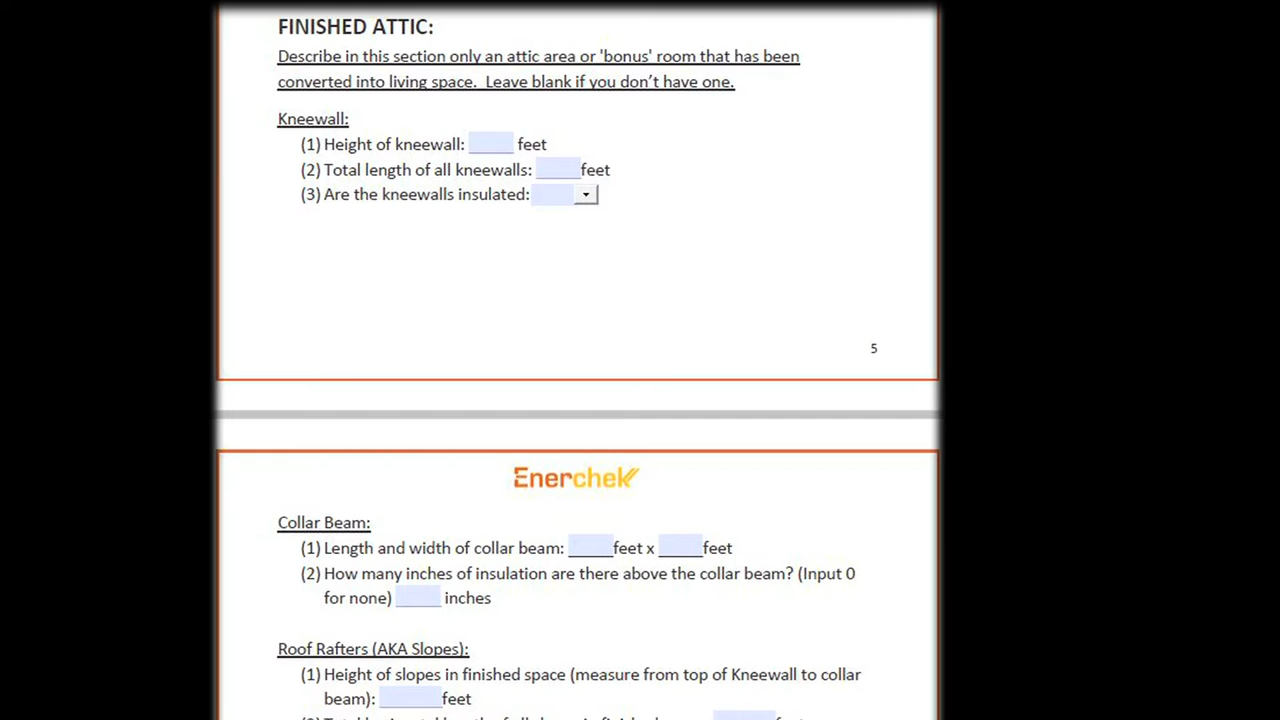 FINISHED ATTIC:
Describe in this section only an attic area or 'bonus' room that has been
converted into living space.  Leave blank if you don’t have one.
Kneewall:
(1) Height of kneewall: feet
(2) Total length of all kneewalls: feet
(3) Are the kneewalls insulated:
5
Enerchek
Collar Beam:
(1) Length and width of collar beam: feet x feet
(2) How many inches of insulation are there above the collar beam? (Input 0
for none) inches
Roof Rafters (AKA Slopes):
(1) Height of slopes in finished space (measure from top of Kneewall to collar
beam): feet